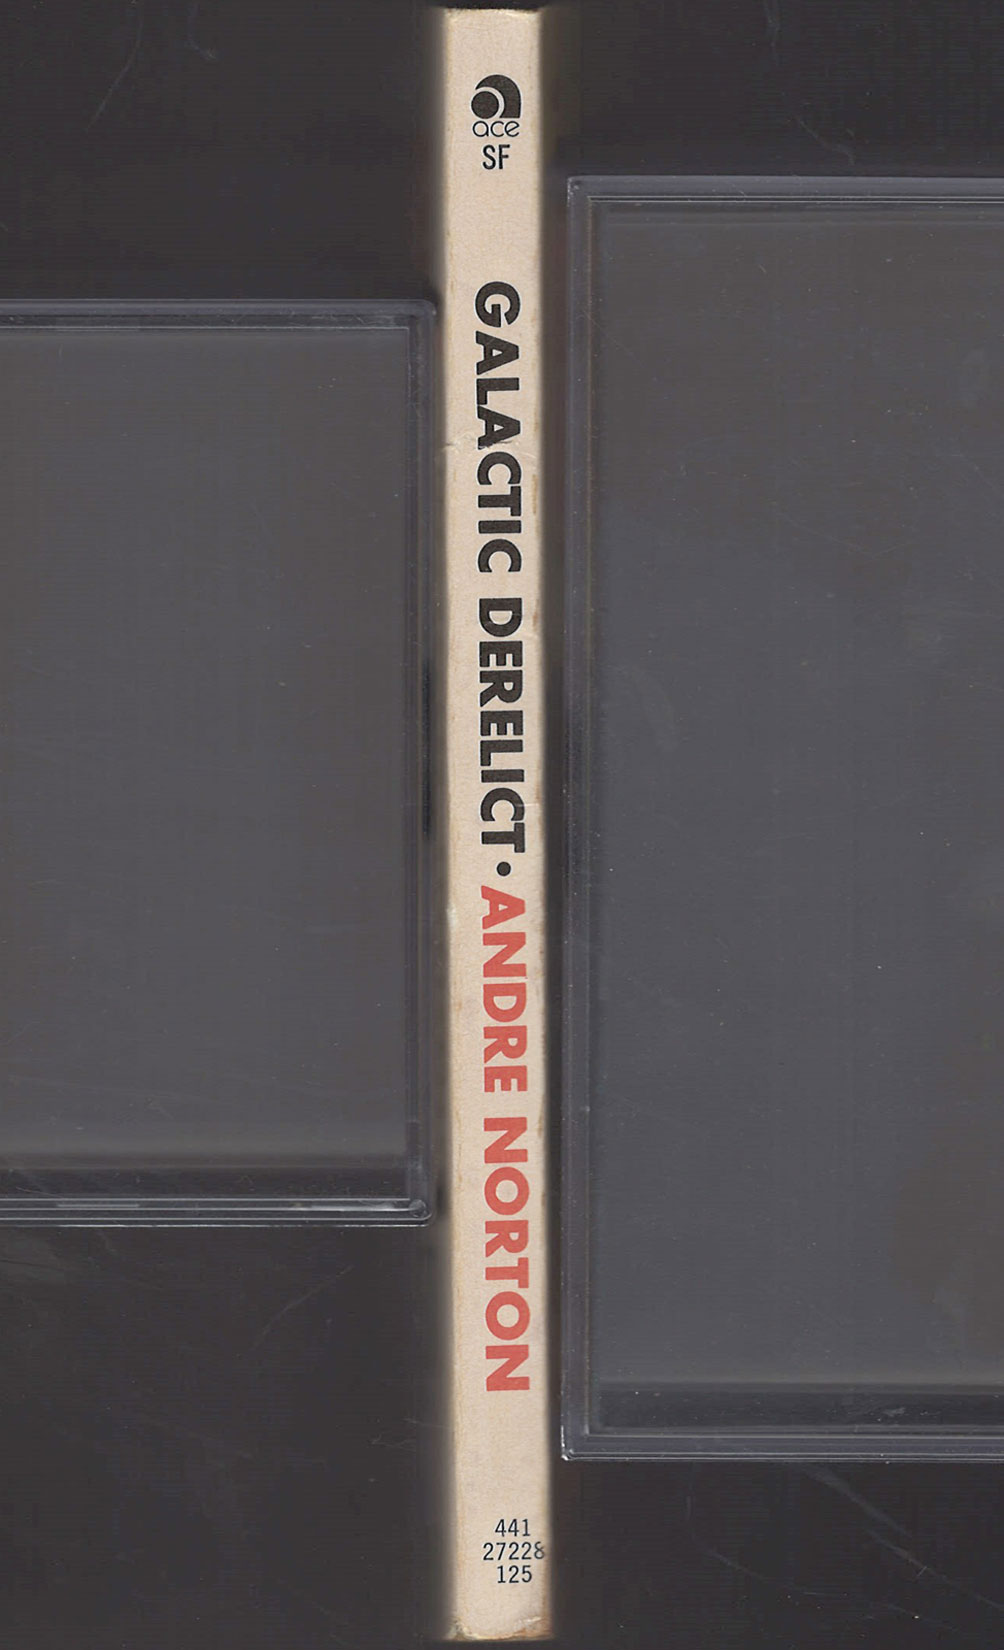 ace
SF
GALACTIC DERELICT • ANDRE NORTON
441
27228
125